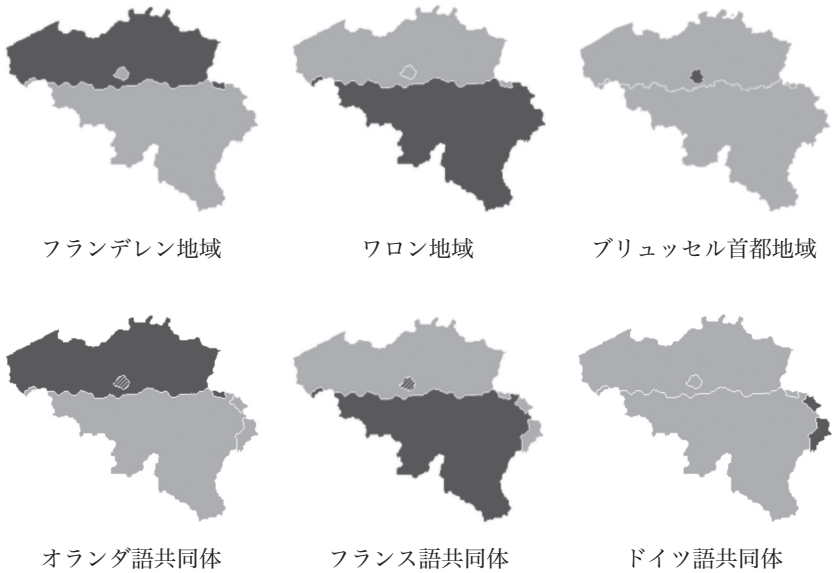 フランデレン地域
ワロン地域
ブリュッセル首都地域
オランダ語共同体
フランス語共同体
ドイツ語共同体